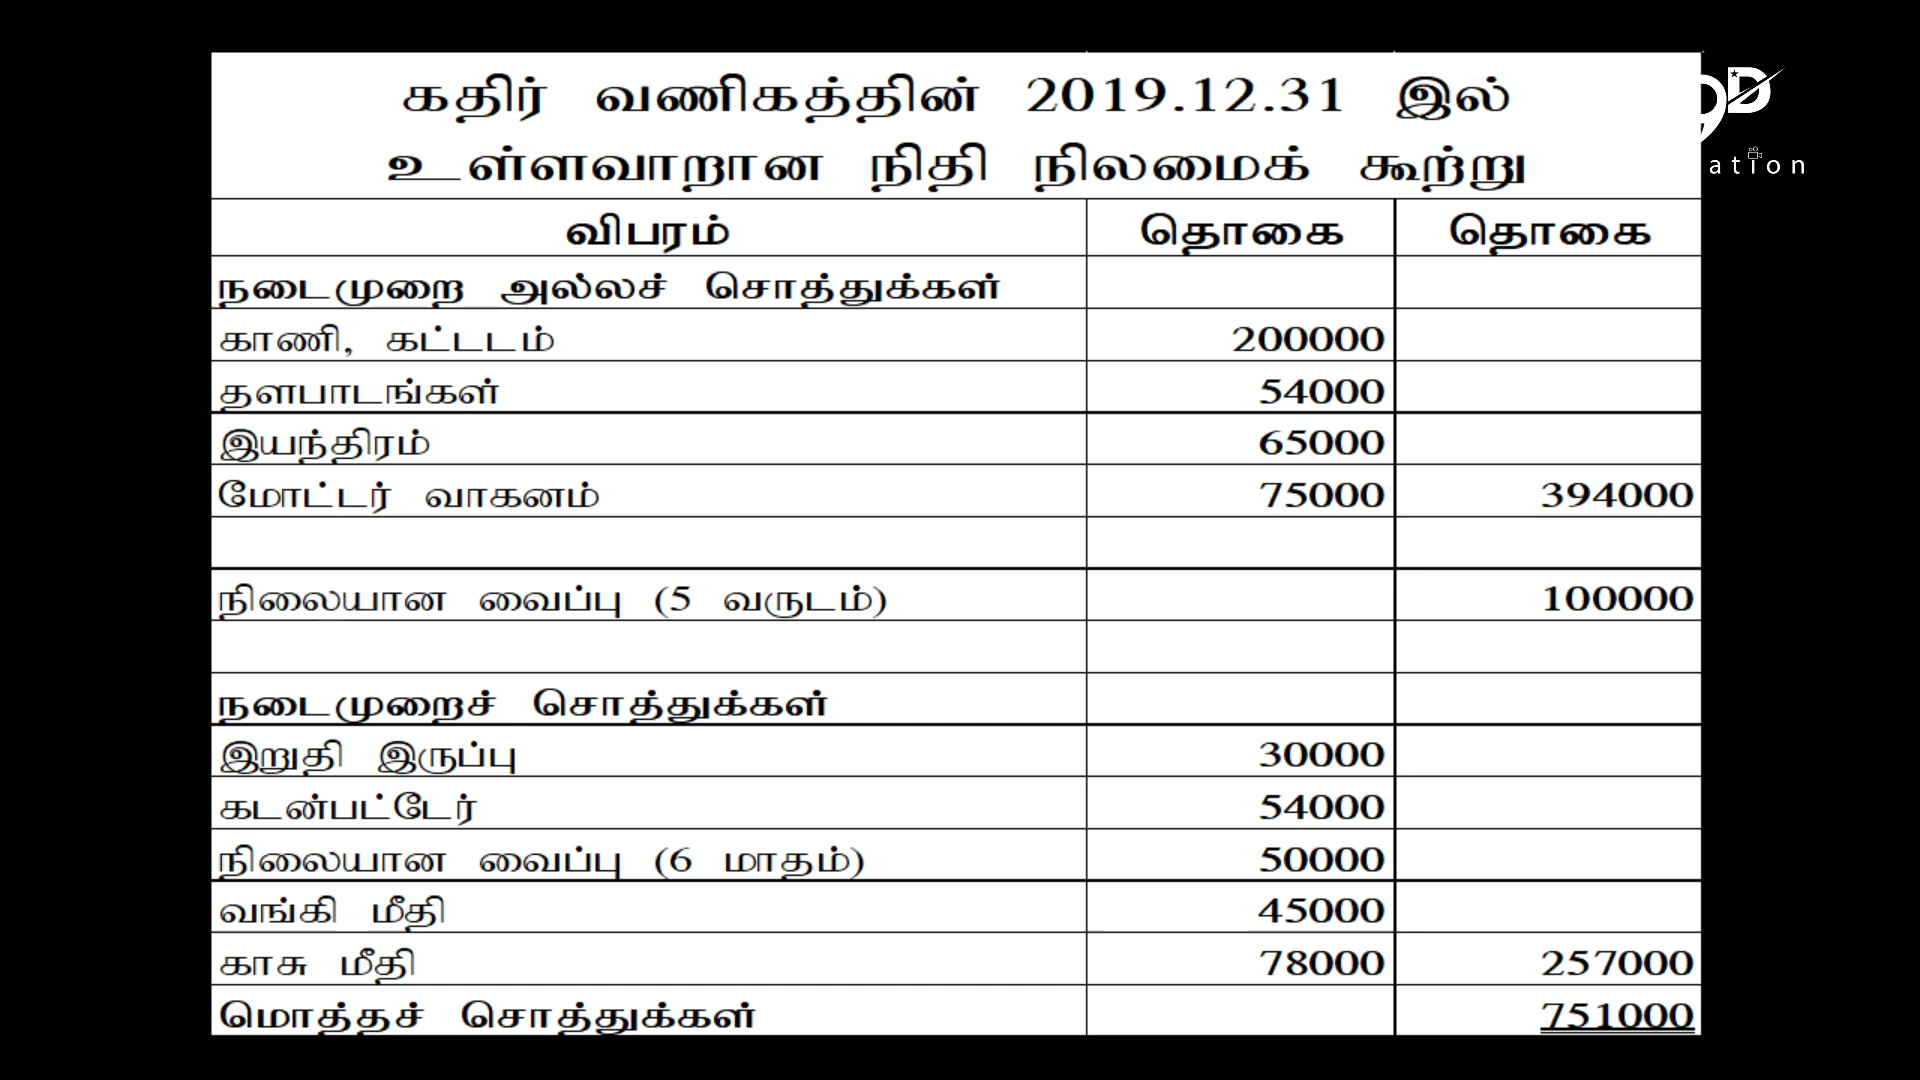 கதிர் வணிகத்தின் 2019.12.31 இல்
உள்ளவாறான நிதி நிலமைக் கூற்று
விபரம் தொகை தொகை
நடைமுறை அல்லச் சொத்துக்கள்
காணி, கட்டடம் 200000
தளபாடங்கள் 54000
இயந்திரம் 65000
மோட்டர் வாகனம் 75000 394000
நிலையான வைப்பு (5 வருடம்) 100000
நடைமுறைச் சொத்துக்கள்
இறுதி இருப்பு 30000
கடன்பட்டேர் 54000
நிலையான வைப்பு (6 மாதம்) 50000
வங்கி மீதி 45000
காசு மீதி 78000 257000
மொத்தச் சொத்துக்கள் 751000